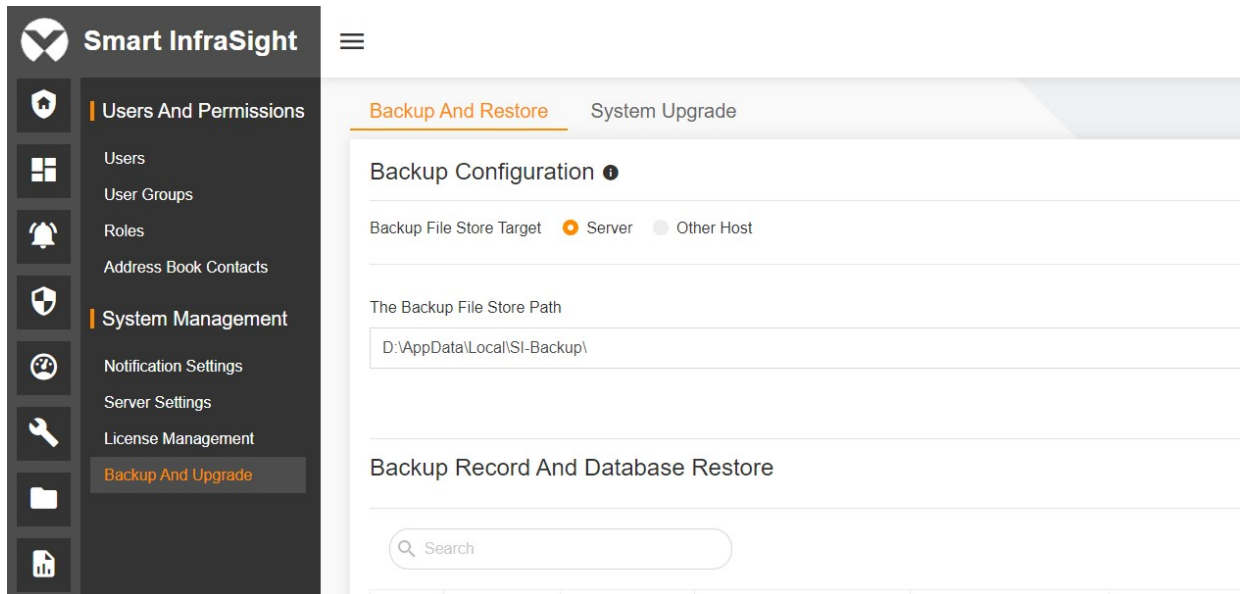 Smart InfraSight
Users And Permissions
Users
User Groups
Roles
Address Book Contacts
System Management
Notification Settings
Server Settings
License Management
Backup And Upgrade
Backup And Restore System Upgrade
Backup Configuration
Backup File Store Target Server Other Host
The Backup File Store Path
D:\AppData\Local\SI-Backup\
Backup Record And Database Restore
Search